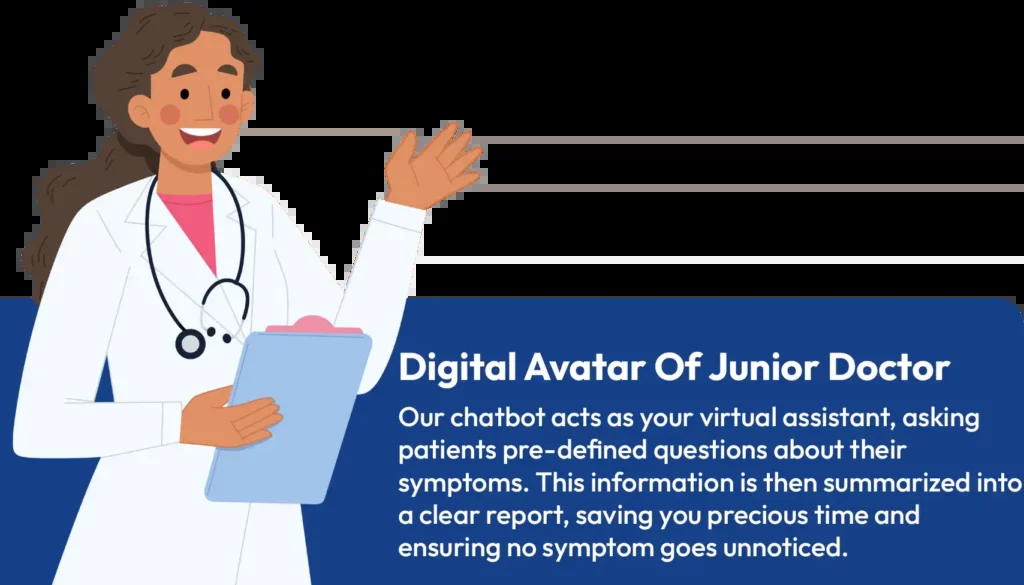 Digital Avatar Of Junior Doctor
Our chatbot acts as your virtual assistant, asking
patients pre-defined questions about their
symptoms. This information is then summarized into
a clear report, saving you precious time and
ensuring no symptom goes unnoticed.